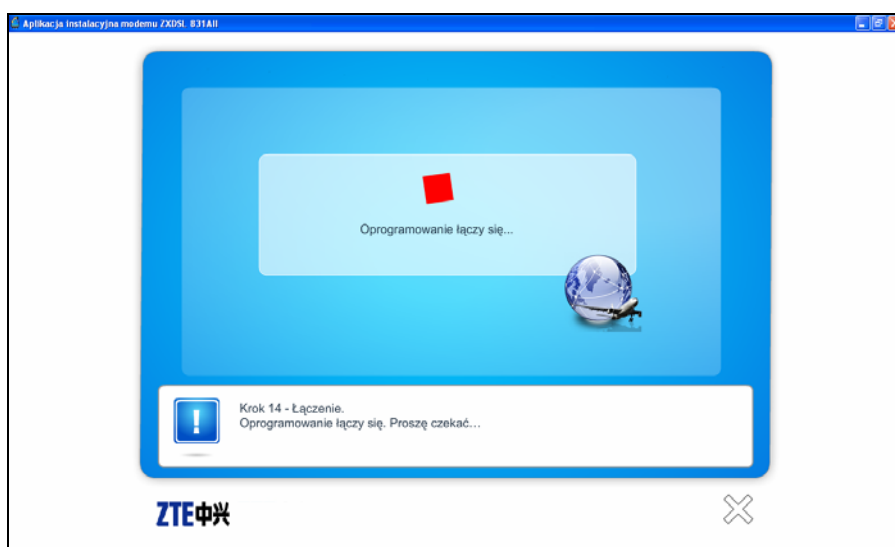 Aplikacja instalacyjna modemu ZXDSL 831AII
Oprogramowanie łączy się...
!
Krok 14 - Łączenie.
Oprogramowanie łączy się. Proszę czekać...
ZTE中兴